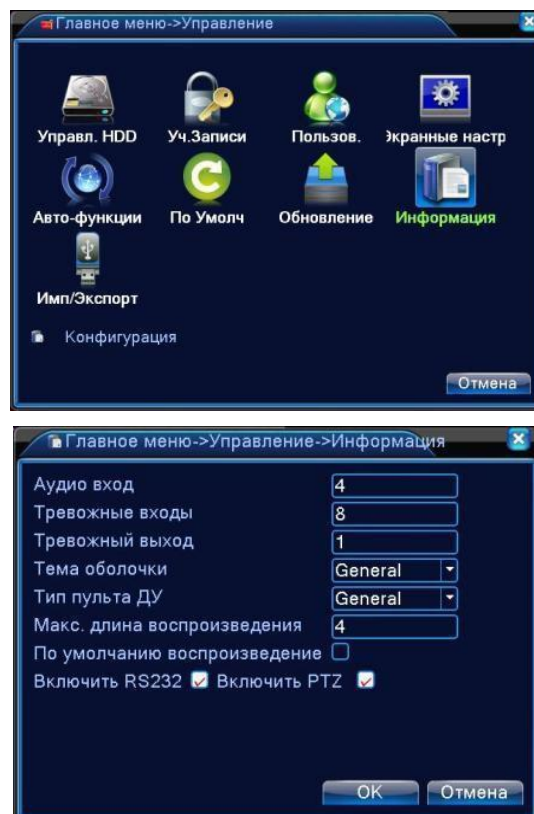 Главное меню->Управление
Управл. HDD Уч.Записи Пользов. Экранные настр
Авто-функции По Умолч Обновление Информация
Имп/Экспорт
Конфигурация
Отмена
Главное меню->Управление->Информация
Аудио вход 4
Тревожные входы 8
Тревожный выход 1
Тема оболочки General
Тип пульта ДУ General
Макс. длина воспроизведения 4
По умолчанию воспроизведение
Включить RS232 Включить PTZ
OK Отмена